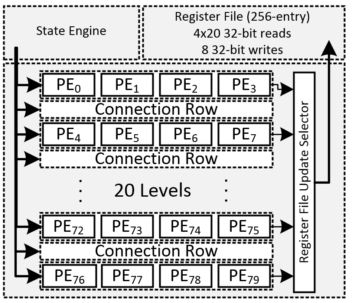 State Engine
Register File (256-entry)
4x20 32-bit reads
8 32-bit writes
PE0 PE1 PE2 PE3
Connection Row
PE4 PE5 PE6 PE7
Connection Row
20 Levels
PE72 PE73 PE74 PE75
Connection Row
PE76 PE77 PE78 PE79
Register File Update Selector